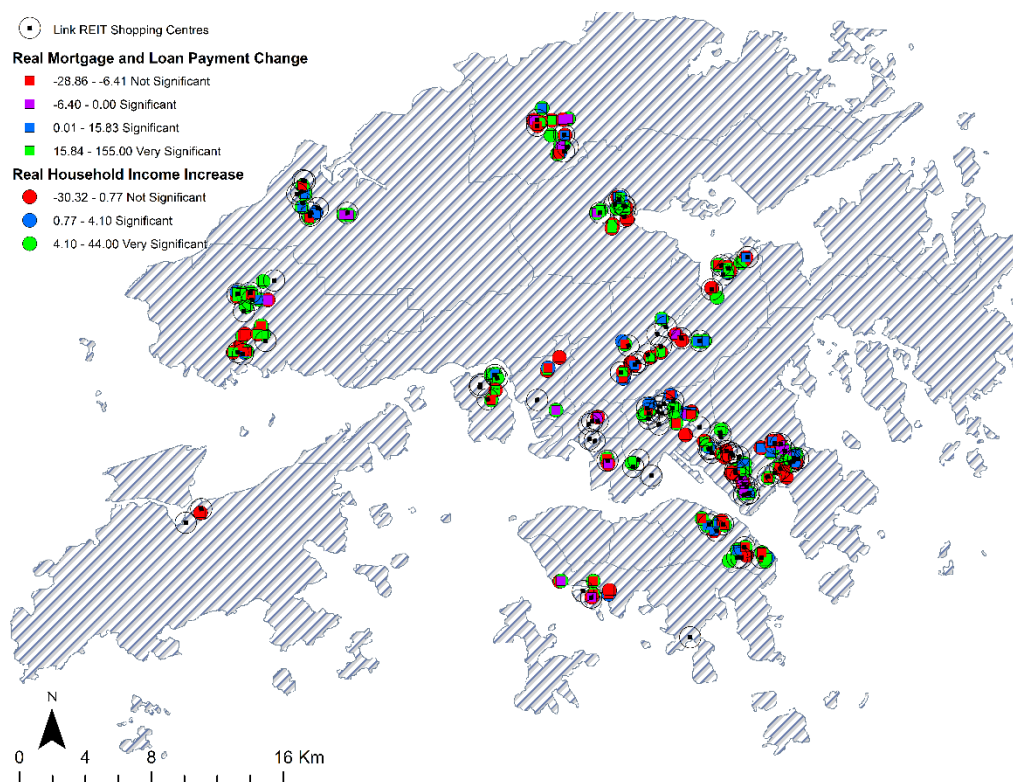 Link REIT Shopping Centres
Real Mortgage and Loan Payment Change
-28.86 - -6.41 Not Significant
-6.40 - 0.00 Significant
0.01 - 15.83 Significant
15.84 - 155.00 Very Significant
Real Household Income Increase
-30.32 - 0.77 Not Significant
0.77 - 4.10 Significant
4.10 - 44.00 Very Significant
N
0 4 8 12 16 Km